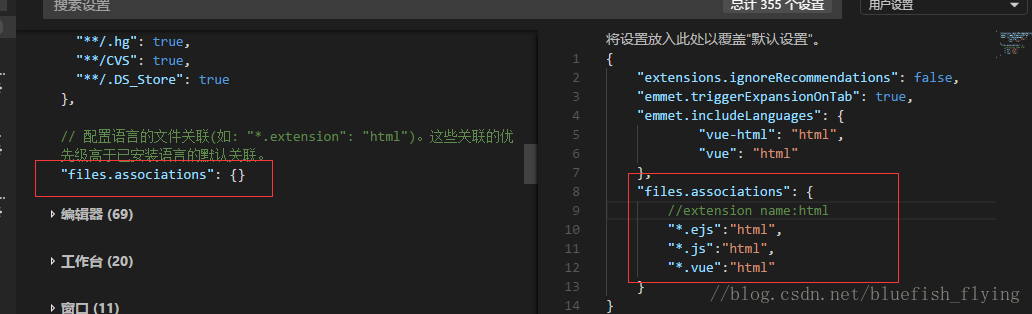 搜索设置
总计 355 个设置
用户设置
"**/.hg": true,
"**/CVS": true,
"**/.DS_Store": true
},
// 配置语言的文件关联(如: "*.extension": "html")。这些关联的优
先级高于已安装语言的默认关联。
"files.associations": {}
编辑器 (69)
工作台 (20)
窗口 (11)
将设置放入此处以覆盖"默认设置"。
1 {
2 "extensions.ignoreRecommendations": false,
3 "emmet.triggerExpansionOnTab": true,
4 "emmet.includeLanguages": {
5 "vue-html": "html",
6 "vue": "html"
7 },
8 "files.associations": {
9 //extension name:html
10 "*.ejs":"html",
11 "*.js":"html",
12 "*.vue":"html"
13 }
14 }
//blog.csdn.net/bluefish_flying